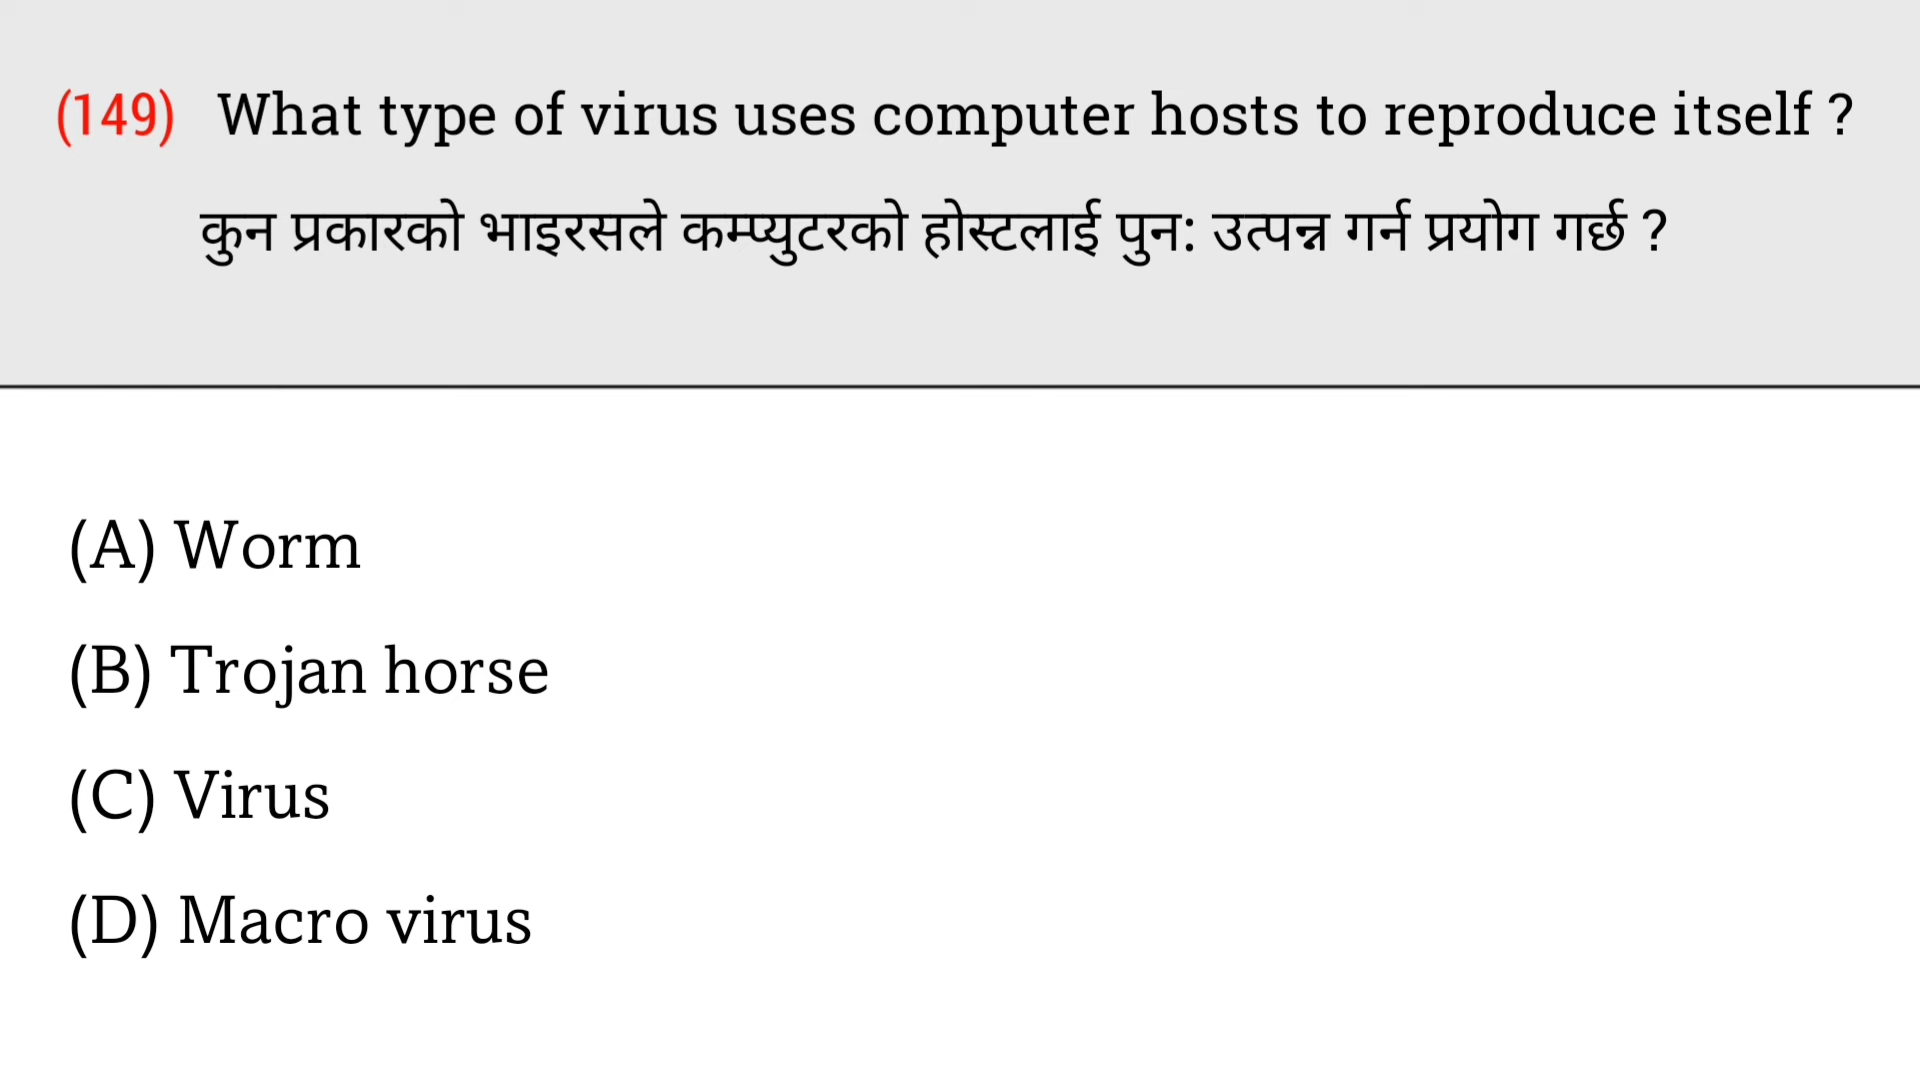 (149) What type of virus uses computer hosts to reproduce itself ?
कुन प्रकारको भाइरसले कम्प्युटरको होस्टलाई पुन: उत्पन्न गर्न प्रयोग गर्छ ?
(A) Worm
(B) Trojan horse
(C) Virus
(D) Macro virus